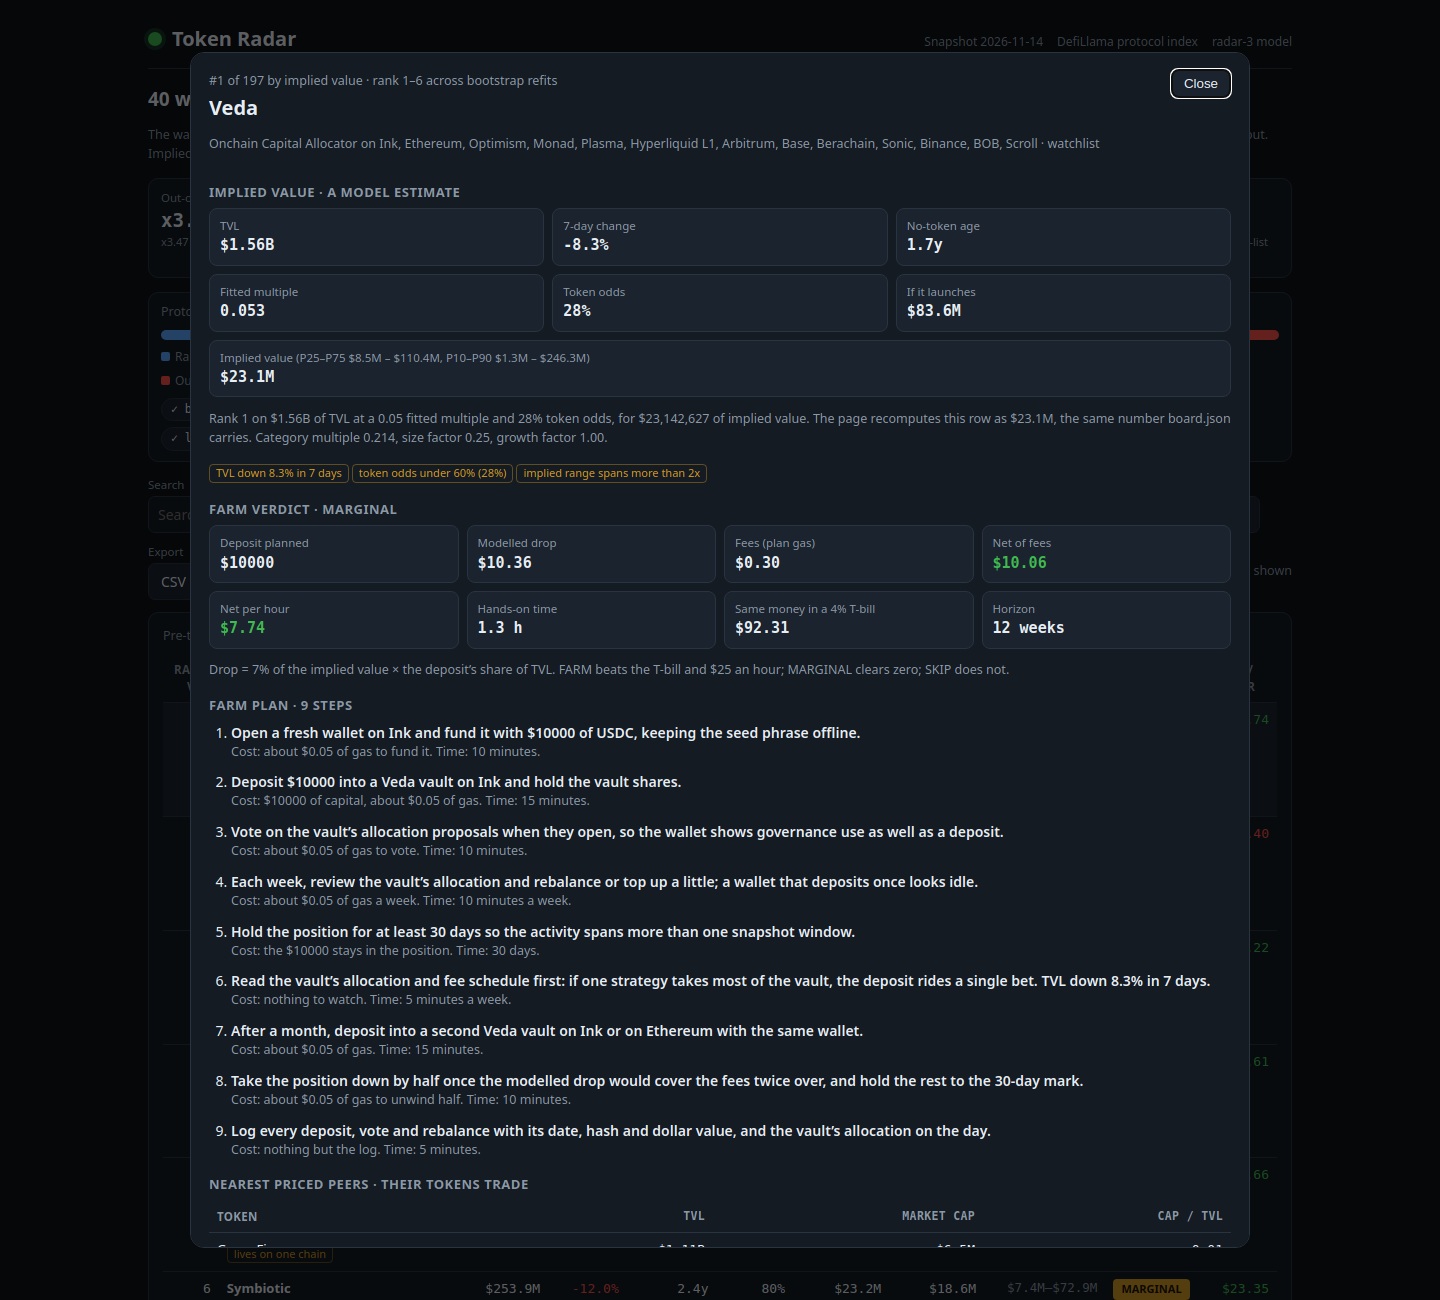 Token Radar
Snapshot 2026-11-14 DefiLlama protocol index radar-3 model
#1 of 197 by implied value · rank 1–6 across bootstrap refits
Close
Veda
40 w
The wa
out.
Implied
Onchain Capital Allocator on Ink, Ethereum, Optimism, Monad, Plasma, Hyperliquid L1, Arbitrum, Base, Berachain, Sonic, Binance, BOB, Scroll · watchlist
IMPLIED VALUE · A MODEL ESTIMATE
Out-o
x3.
x3.47
-list
TVL
$1.56B
7-day change
-8.3%
No-token age
1.7y
Fitted multiple
0.053
Token odds
28%
If it launches
$83.6M
Proto
Ra
Ou
✓ b
✓ l
Implied value (P25–P75 $8.5M – $110.4M, P10–P90 $1.3M – $246.3M)
$23.1M
Rank 1 on $1.56B of TVL at a 0.05 fitted multiple and 28% token odds, for $23,142,627 of implied value. The page recomputes this row as $23.1M, the same number board.json
carries. Category multiple 0.214, size factor 0.25, growth factor 1.00.
TVL down 8.3% in 7 days token odds under 60% (28%) implied range spans more than 2x
Search
Searc
Export
CSV
shown
FARM VERDICT · MARGINAL
Deposit planned
$10000
Modelled drop
$10.36
Fees (plan gas)
$0.30
Net of fees
$10.06
Net per hour
$7.74
Hands-on time
1.3 h
Same money in a 4% T-bill
$92.31
Horizon
12 weeks
Pre-t
RA
Drop = 7% of the implied value × the deposit’s share of TVL. FARM beats the T-bill and $25 an hour; MARGINAL clears zero; SKIP does not.
FARM PLAN · 9 STEPS
.74
1. Open a fresh wallet on Ink and fund it with $10000 of USDC, keeping the seed phrase offline.
Cost: about $0.05 of gas to fund it. Time: 10 minutes.
2. Deposit $10000 into a Veda vault on Ink and hold the vault shares.
Cost: $10000 of capital, about $0.05 of gas. Time: 15 minutes.
3. Vote on the vault’s allocation proposals when they open, so the wallet shows governance use as well as a deposit.
.40
Cost: about $0.05 of gas to vote. Time: 10 minutes.
4. Each week, review the vault’s allocation and rebalance or top up a little; a wallet that deposits once looks idle.
Cost: about $0.05 of gas a week. Time: 10 minutes a week.
5. Hold the position for at least 30 days so the activity spans more than one snapshot window.
22
Cost: the $10000 stays in the position. Time: 30 days.
6. Read the vault’s allocation and fee schedule first: if one strategy takes most of the vault, the deposit rides a single bet. TVL down 8.3% in 7 days.
Cost: nothing to watch. Time: 5 minutes a week.
7. After a month, deposit into a second Veda vault on Ink or on Ethereum with the same wallet.
Cost: about $0.05 of gas. Time: 15 minutes.
61
8. Take the position down by half once the modelled drop would cover the fees twice over, and hold the rest to the 30-day mark.
Cost: about $0.05 of gas to unwind half. Time: 10 minutes.
9. Log every deposit, vote and rebalance with its date, hash and dollar value, and the vault’s allocation on the day.
Cost: nothing but the log. Time: 5 minutes.
66
NEAREST PRICED PEERS · THEIR TOKENS TRADE
TOKEN TVL MARKET CAP CAP / TVL
lives on one chain
6 Symbiotic $253.9M -12.0% 2.4y 80% $23.2M $18.6M $7.4M–$72.9M MARGINAL $23.35